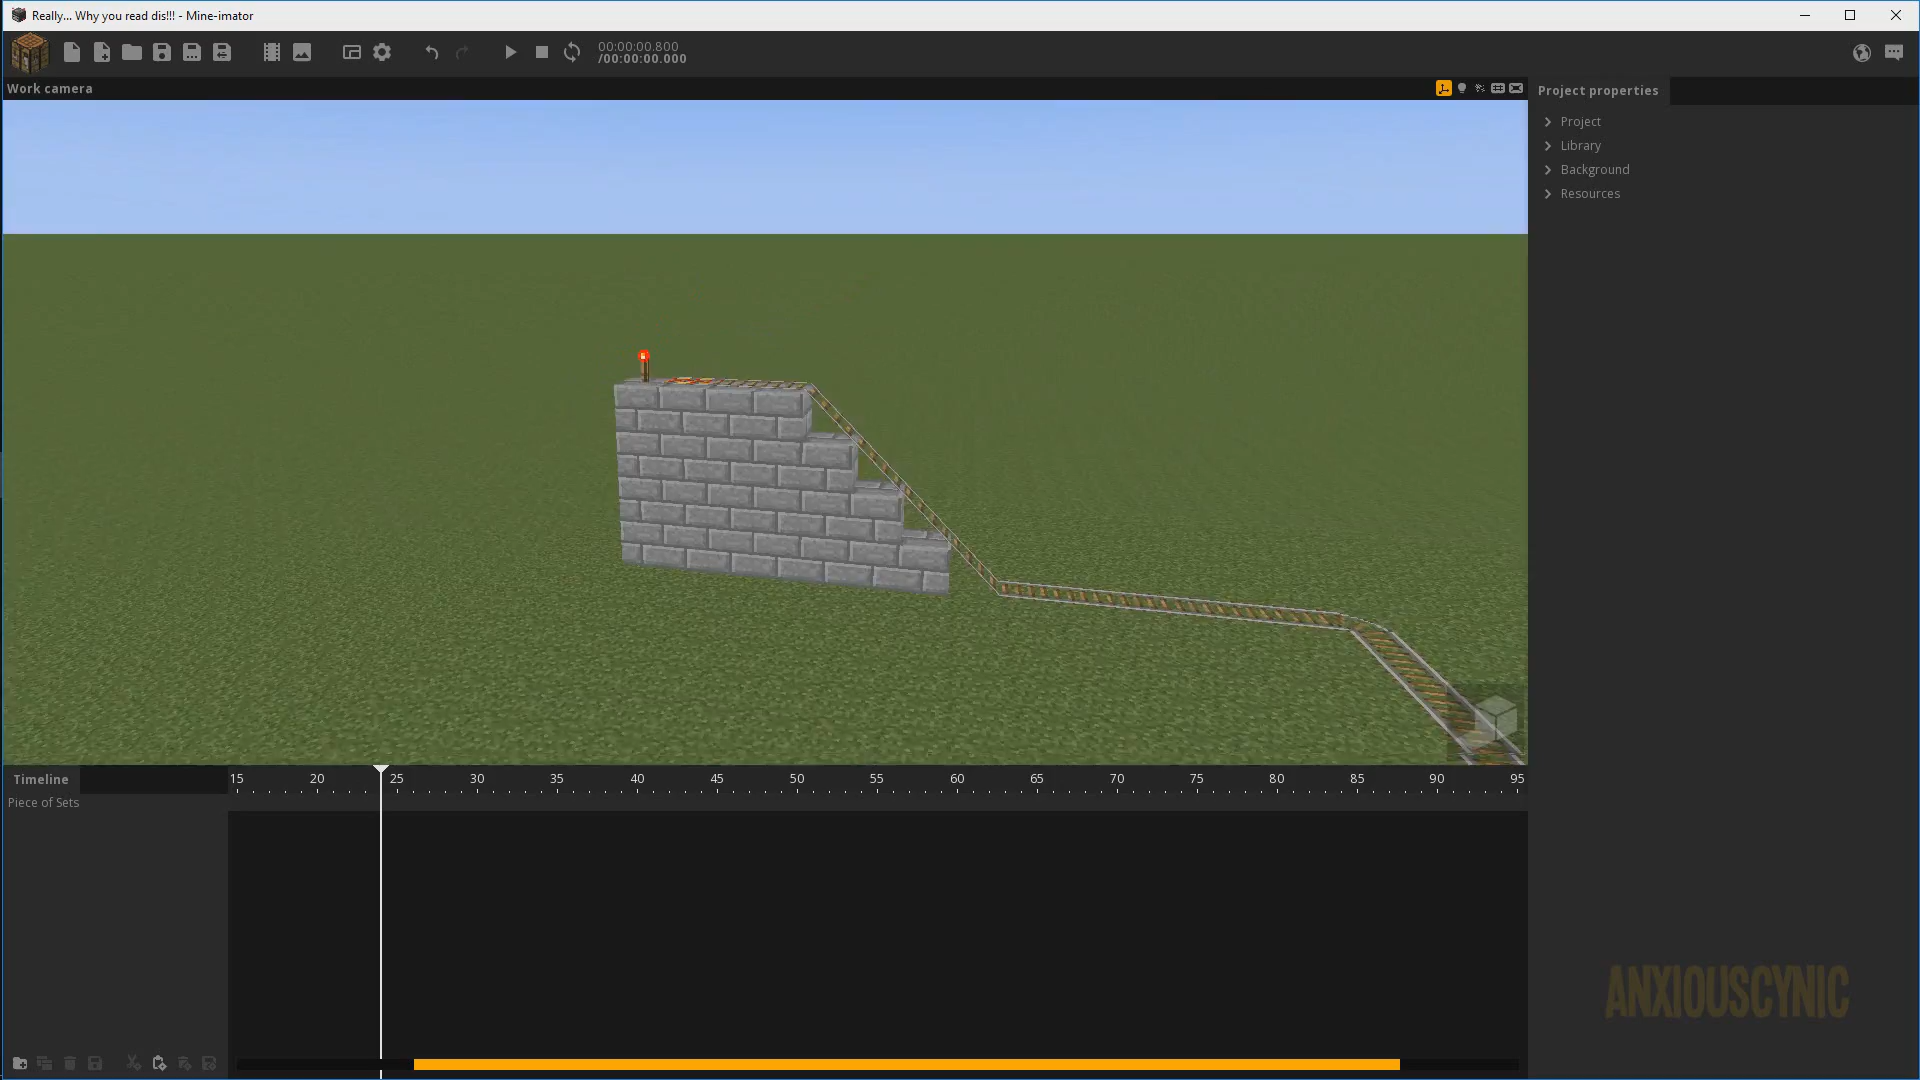 Really... Why you read dis!!! - Mine-imator
00:00:00.800
/00:00:00.000
Work camera
Project properties
Project
Library
Background
Resources
Timeline
15 20 25 30 35 40 45 50 55 60 65 70 75 80 85 90 95
Piece of Sets
ANXIOUSCYNIC